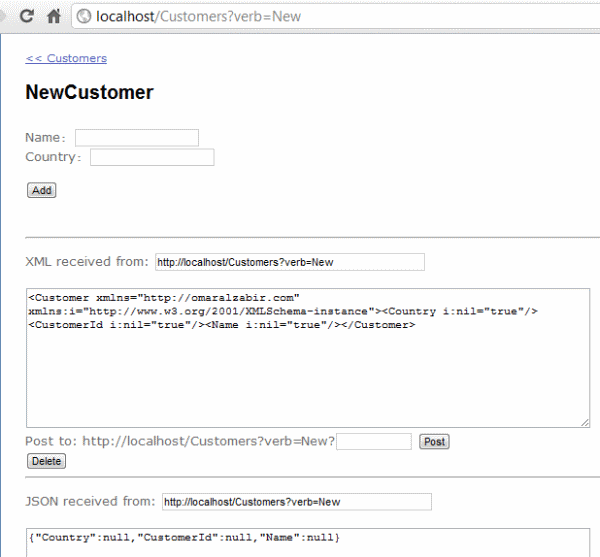 localhost/Customers?verb=New
<< Customers
NewCustomer
Name:
Country:
Add
XML received from: http://localhost/Customers?verb=New
<Customer xmlns="http://omaralzabir.com"
xmlns:i="http://www.w3.org/2001/XMLSchema-instance"><Country i:nil="true"/>
<CustomerId i:nil="true"/><Name i:nil="true"/></Customer>
Post to: http://localhost/Customers?verb=New? Post
Delete
JSON received from: http://localhost/Customers?verb=New
{"Country":null,"CustomerId":null,"Name":null}